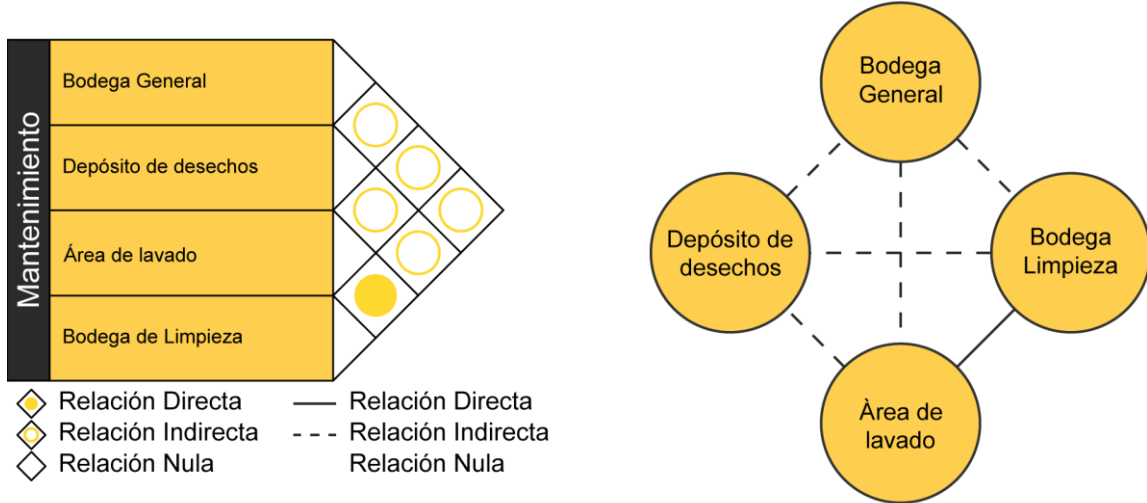 Mantenimiento
Bodega General
Depósito de desechos
Área de lavado
Bodega de Limpieza
Relación Directa
Relación Indirecta
Relación Nula
Relación Directa
Relación Indirecta
Relación Nula
Bodega
General
Depósito de
desechos
Bodega
Limpieza
Àrea de
lavado